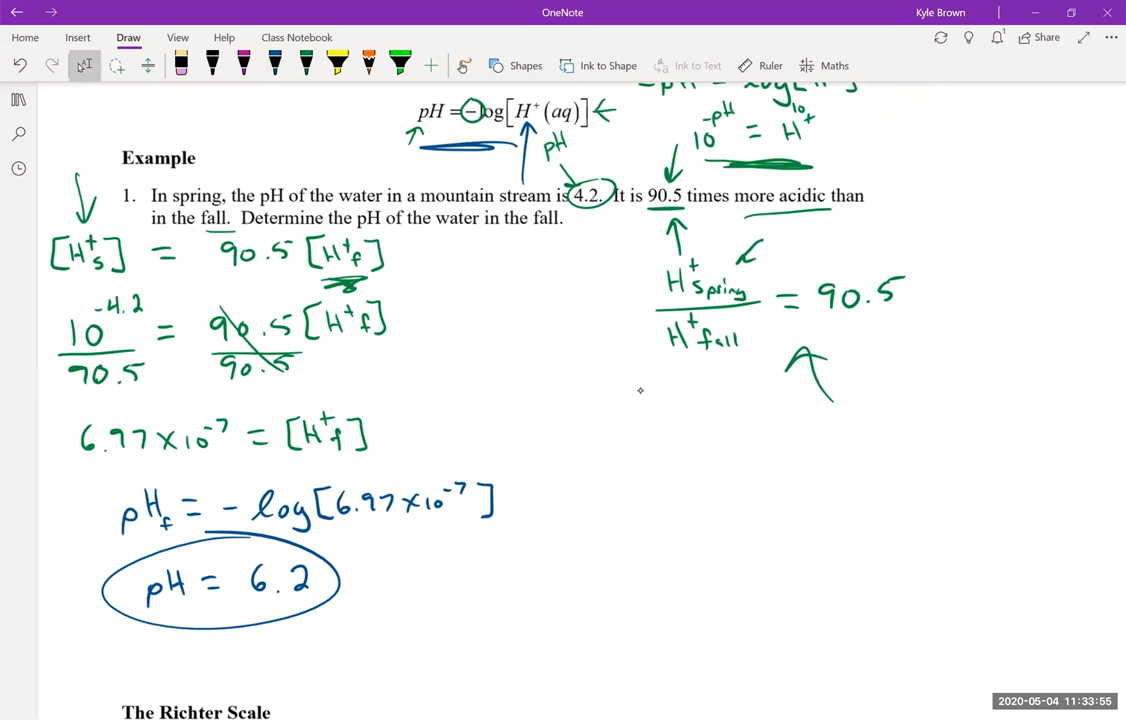 OneNote
Kyle Brown
Home Insert Draw View Help Class Notebook
Share
Shapes Ink to Shape Ink to Text Ruler Maths
pH = -log[H⁺(aq)]
10^-pH = H⁺
pH
Example
1. In spring, the pH of the water in a mountain stream is 4.2. It is 90.5 times more acidic than
in the fall. Determine the pH of the water in the fall.
[H⁺s] = 90.5 [H⁺f]
H⁺spring / H⁺fall = 90.5
10^-4.2 / 90.5 = 90.5 [H⁺f] / 90.5
6.97 × 10⁻⁷ = [H⁺f]
pHf = - log[6.97 × 10⁻⁷]
pH = 6.2
The Richter Scale
2020-05-04 11:33:55